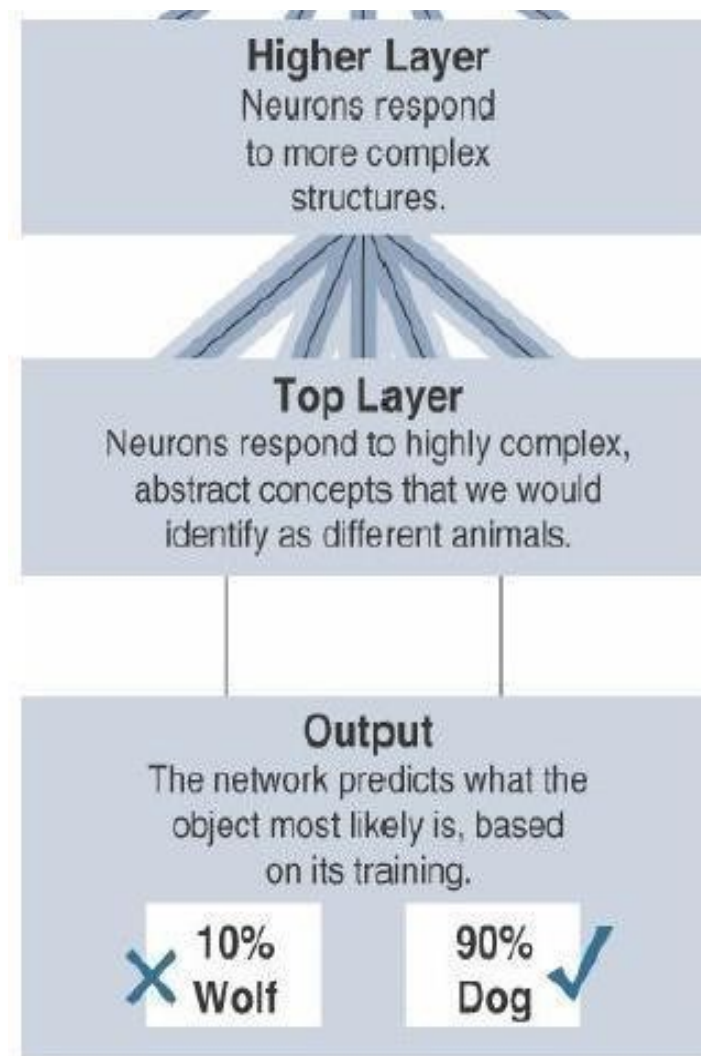 Higher Layer
Neurons respond
to more complex
structures.
Top Layer
Neurons respond to highly complex,
abstract concepts that we would
identify as different animals.
Output
The network predicts what the
object most likely is, based
on its training.
10%
Wolf
90%
Dog